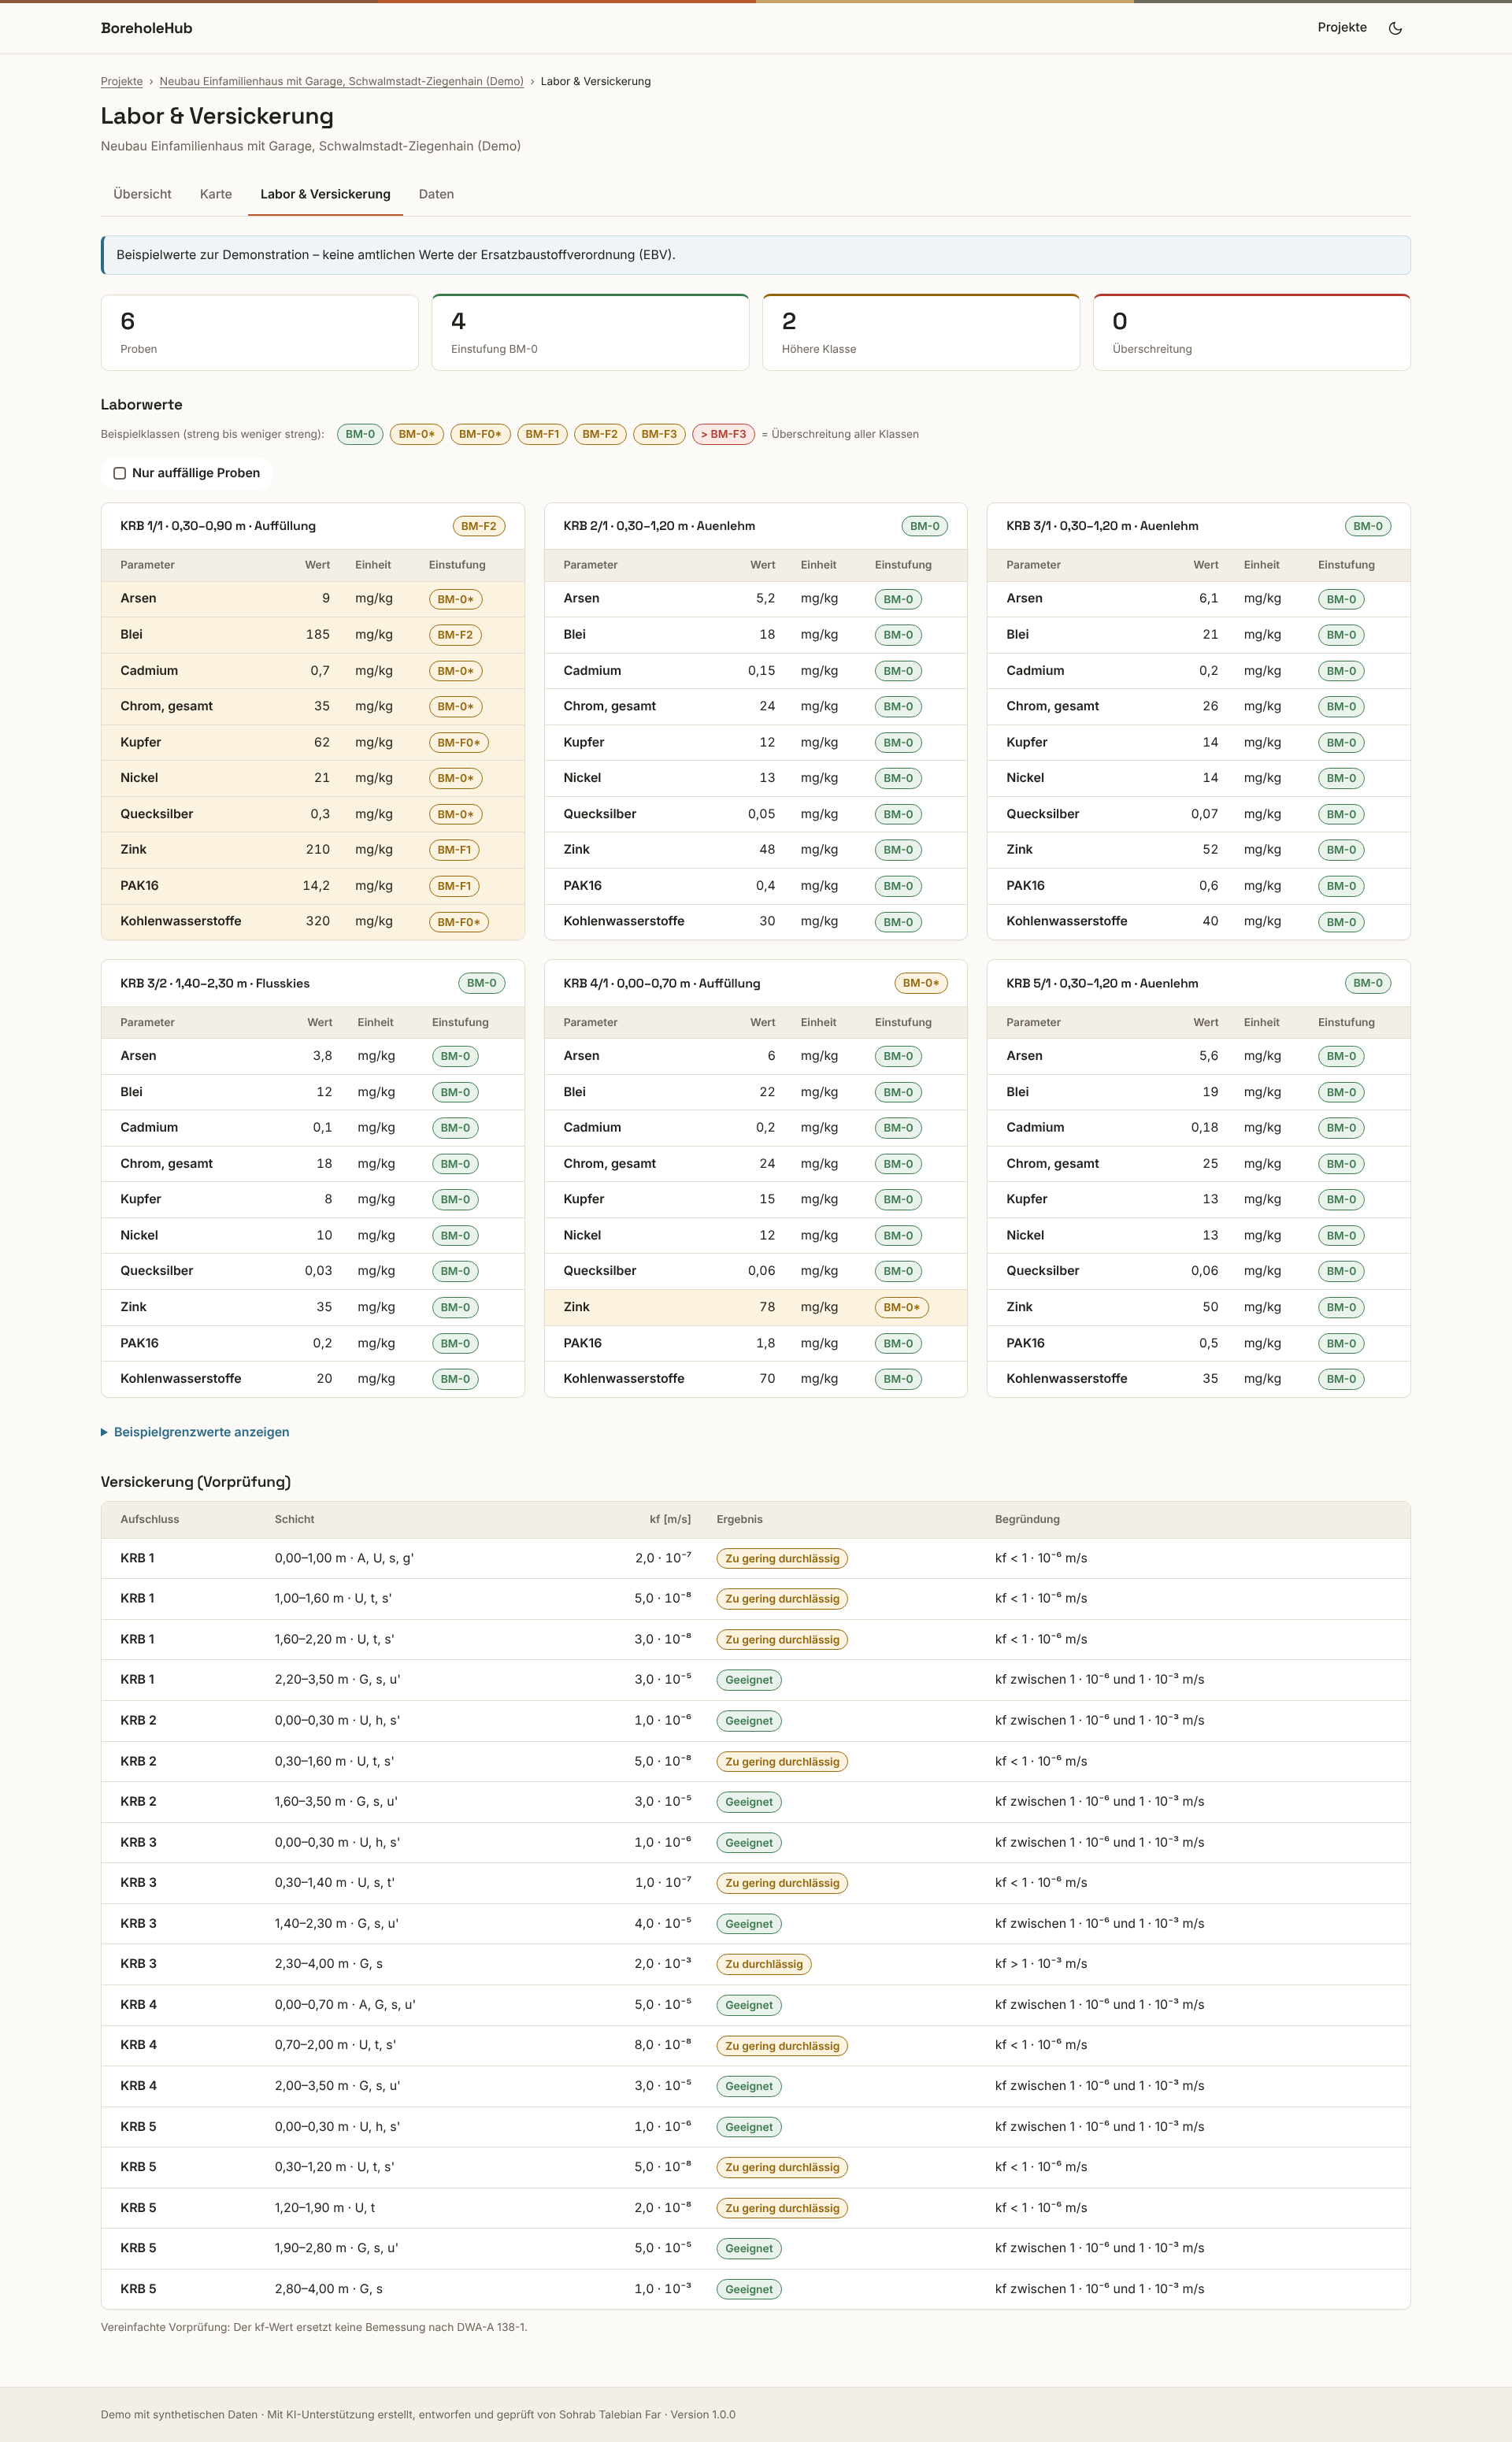 BoreholeHub
Projekte
Projekte › Neubau Einfamilienhaus mit Garage, Schwalmstadt-Ziegenhain (Demo) › Labor & Versickerung
Labor & Versickerung
Neubau Einfamilienhaus mit Garage, Schwalmstadt-Ziegenhain (Demo)
Übersicht Karte Labor & Versickerung Daten
Beispielwerte zur Demonstration – keine amtlichen Werte der Ersatzbaustoffverordnung (EBV).
6
Proben
4
Einstufung BM-0
2
Höhere Klasse
0
Überschreitung
Laborwerte
Beispielklassen (streng bis weniger streng): BM-0 BM-0* BM-F0* BM-F1 BM-F2 BM-F3 > BM-F3 = Überschreitung aller Klassen
Nur auffällige Proben
KRB 1/1 · 0,30–0,90 m · Auffüllung BM-F2
Parameter Wert Einheit Einstufung
Arsen 9 mg/kg BM-0*
Blei 185 mg/kg BM-F2
Cadmium 0,7 mg/kg BM-0*
Chrom, gesamt 35 mg/kg BM-0*
Kupfer 62 mg/kg BM-F0*
Nickel 21 mg/kg BM-0*
Quecksilber 0,3 mg/kg BM-0*
Zink 210 mg/kg BM-F1
PAK16 14,2 mg/kg BM-F1
Kohlenwasserstoffe 320 mg/kg BM-F0*
KRB 2/1 · 0,30–1,20 m · Auenlehm BM-0
Parameter Wert Einheit Einstufung
Arsen 5,2 mg/kg BM-0
Blei 18 mg/kg BM-0
Cadmium 0,15 mg/kg BM-0
Chrom, gesamt 24 mg/kg BM-0
Kupfer 12 mg/kg BM-0
Nickel 13 mg/kg BM-0
Quecksilber 0,05 mg/kg BM-0
Zink 48 mg/kg BM-0
PAK16 0,4 mg/kg BM-0
Kohlenwasserstoffe 30 mg/kg BM-0
KRB 3/1 · 0,30–1,20 m · Auenlehm BM-0
Parameter Wert Einheit Einstufung
Arsen 6,1 mg/kg BM-0
Blei 21 mg/kg BM-0
Cadmium 0,2 mg/kg BM-0
Chrom, gesamt 26 mg/kg BM-0
Kupfer 14 mg/kg BM-0
Nickel 14 mg/kg BM-0
Quecksilber 0,07 mg/kg BM-0
Zink 52 mg/kg BM-0
PAK16 0,6 mg/kg BM-0
Kohlenwasserstoffe 40 mg/kg BM-0
KRB 3/2 · 1,40–2,30 m · Flusskies BM-0
Parameter Wert Einheit Einstufung
Arsen 3,8 mg/kg BM-0
Blei 12 mg/kg BM-0
Cadmium 0,1 mg/kg BM-0
Chrom, gesamt 18 mg/kg BM-0
Kupfer 8 mg/kg BM-0
Nickel 10 mg/kg BM-0
Quecksilber 0,03 mg/kg BM-0
Zink 35 mg/kg BM-0
PAK16 0,2 mg/kg BM-0
Kohlenwasserstoffe 20 mg/kg BM-0
KRB 4/1 · 0,00–0,70 m · Auffüllung BM-0*
Parameter Wert Einheit Einstufung
Arsen 6 mg/kg BM-0
Blei 22 mg/kg BM-0
Cadmium 0,2 mg/kg BM-0
Chrom, gesamt 24 mg/kg BM-0
Kupfer 15 mg/kg BM-0
Nickel 12 mg/kg BM-0
Quecksilber 0,06 mg/kg BM-0
Zink 78 mg/kg BM-0*
PAK16 1,8 mg/kg BM-0
Kohlenwasserstoffe 70 mg/kg BM-0
KRB 5/1 · 0,30–1,20 m · Auenlehm BM-0
Parameter Wert Einheit Einstufung
Arsen 5,6 mg/kg BM-0
Blei 19 mg/kg BM-0
Cadmium 0,18 mg/kg BM-0
Chrom, gesamt 25 mg/kg BM-0
Kupfer 13 mg/kg BM-0
Nickel 13 mg/kg BM-0
Quecksilber 0,06 mg/kg BM-0
Zink 50 mg/kg BM-0
PAK16 0,5 mg/kg BM-0
Kohlenwasserstoffe 35 mg/kg BM-0
Beispielgrenzwerte anzeigen
Versickerung (Vorprüfung)
Aufschluss Schicht kf [m/s] Ergebnis Begründung
KRB 1 0,00–1,00 m · A, U, s, g' 2,0 · 10⁻⁷ Zu gering durchlässig kf < 1 · 10⁻⁶ m/s
KRB 1 1,00–1,60 m · U, t, s' 5,0 · 10⁻⁸ Zu gering durchlässig kf < 1 · 10⁻⁶ m/s
KRB 1 1,60–2,20 m · U, t, s' 3,0 · 10⁻⁸ Zu gering durchlässig kf < 1 · 10⁻⁶ m/s
KRB 1 2,20–3,50 m · G, s, u' 3,0 · 10⁻⁵ Geeignet kf zwischen 1 · 10⁻⁶ und 1 · 10⁻³ m/s
KRB 2 0,00–0,30 m · U, h, s' 1,0 · 10⁻⁶ Geeignet kf zwischen 1 · 10⁻⁶ und 1 · 10⁻³ m/s
KRB 2 0,30–1,60 m · U, t, s' 5,0 · 10⁻⁸ Zu gering durchlässig kf < 1 · 10⁻⁶ m/s
KRB 2 1,60–3,50 m · G, s, u' 3,0 · 10⁻⁵ Geeignet kf zwischen 1 · 10⁻⁶ und 1 · 10⁻³ m/s
KRB 3 0,00–0,30 m · U, h, s' 1,0 · 10⁻⁶ Geeignet kf zwischen 1 · 10⁻⁶ und 1 · 10⁻³ m/s
KRB 3 0,30–1,40 m · U, s, t' 1,0 · 10⁻⁷ Zu gering durchlässig kf < 1 · 10⁻⁶ m/s
KRB 3 1,40–2,30 m · G, s, u' 4,0 · 10⁻⁵ Geeignet kf zwischen 1 · 10⁻⁶ und 1 · 10⁻³ m/s
KRB 3 2,30–4,00 m · G, s 2,0 · 10⁻³ Zu durchlässig kf > 1 · 10⁻³ m/s
KRB 4 0,00–0,70 m · A, G, s, u' 5,0 · 10⁻⁵ Geeignet kf zwischen 1 · 10⁻⁶ und 1 · 10⁻³ m/s
KRB 4 0,70–2,00 m · U, t, s' 8,0 · 10⁻⁸ Zu gering durchlässig kf < 1 · 10⁻⁶ m/s
KRB 4 2,00–3,50 m · G, s, u' 3,0 · 10⁻⁵ Geeignet kf zwischen 1 · 10⁻⁶ und 1 · 10⁻³ m/s
KRB 5 0,00–0,30 m · U, h, s' 1,0 · 10⁻⁶ Geeignet kf zwischen 1 · 10⁻⁶ und 1 · 10⁻³ m/s
KRB 5 0,30–1,20 m · U, t, s' 5,0 · 10⁻⁸ Zu gering durchlässig kf < 1 · 10⁻⁶ m/s
KRB 5 1,20–1,90 m · U, t 2,0 · 10⁻⁸ Zu gering durchlässig kf < 1 · 10⁻⁶ m/s
KRB 5 1,90–2,80 m · G, s, u' 5,0 · 10⁻⁵ Geeignet kf zwischen 1 · 10⁻⁶ und 1 · 10⁻³ m/s
KRB 5 2,80–4,00 m · G, s 1,0 · 10⁻³ Geeignet kf zwischen 1 · 10⁻⁶ und 1 · 10⁻³ m/s
Vereinfachte Vorprüfung: Der kf-Wert ersetzt keine Bemessung nach DWA-A 138-1.
Demo mit synthetischen Daten · Mit KI-Unterstützung erstellt, entworfen und geprüft von Sohrab Talebian Far · Version 1.0.0